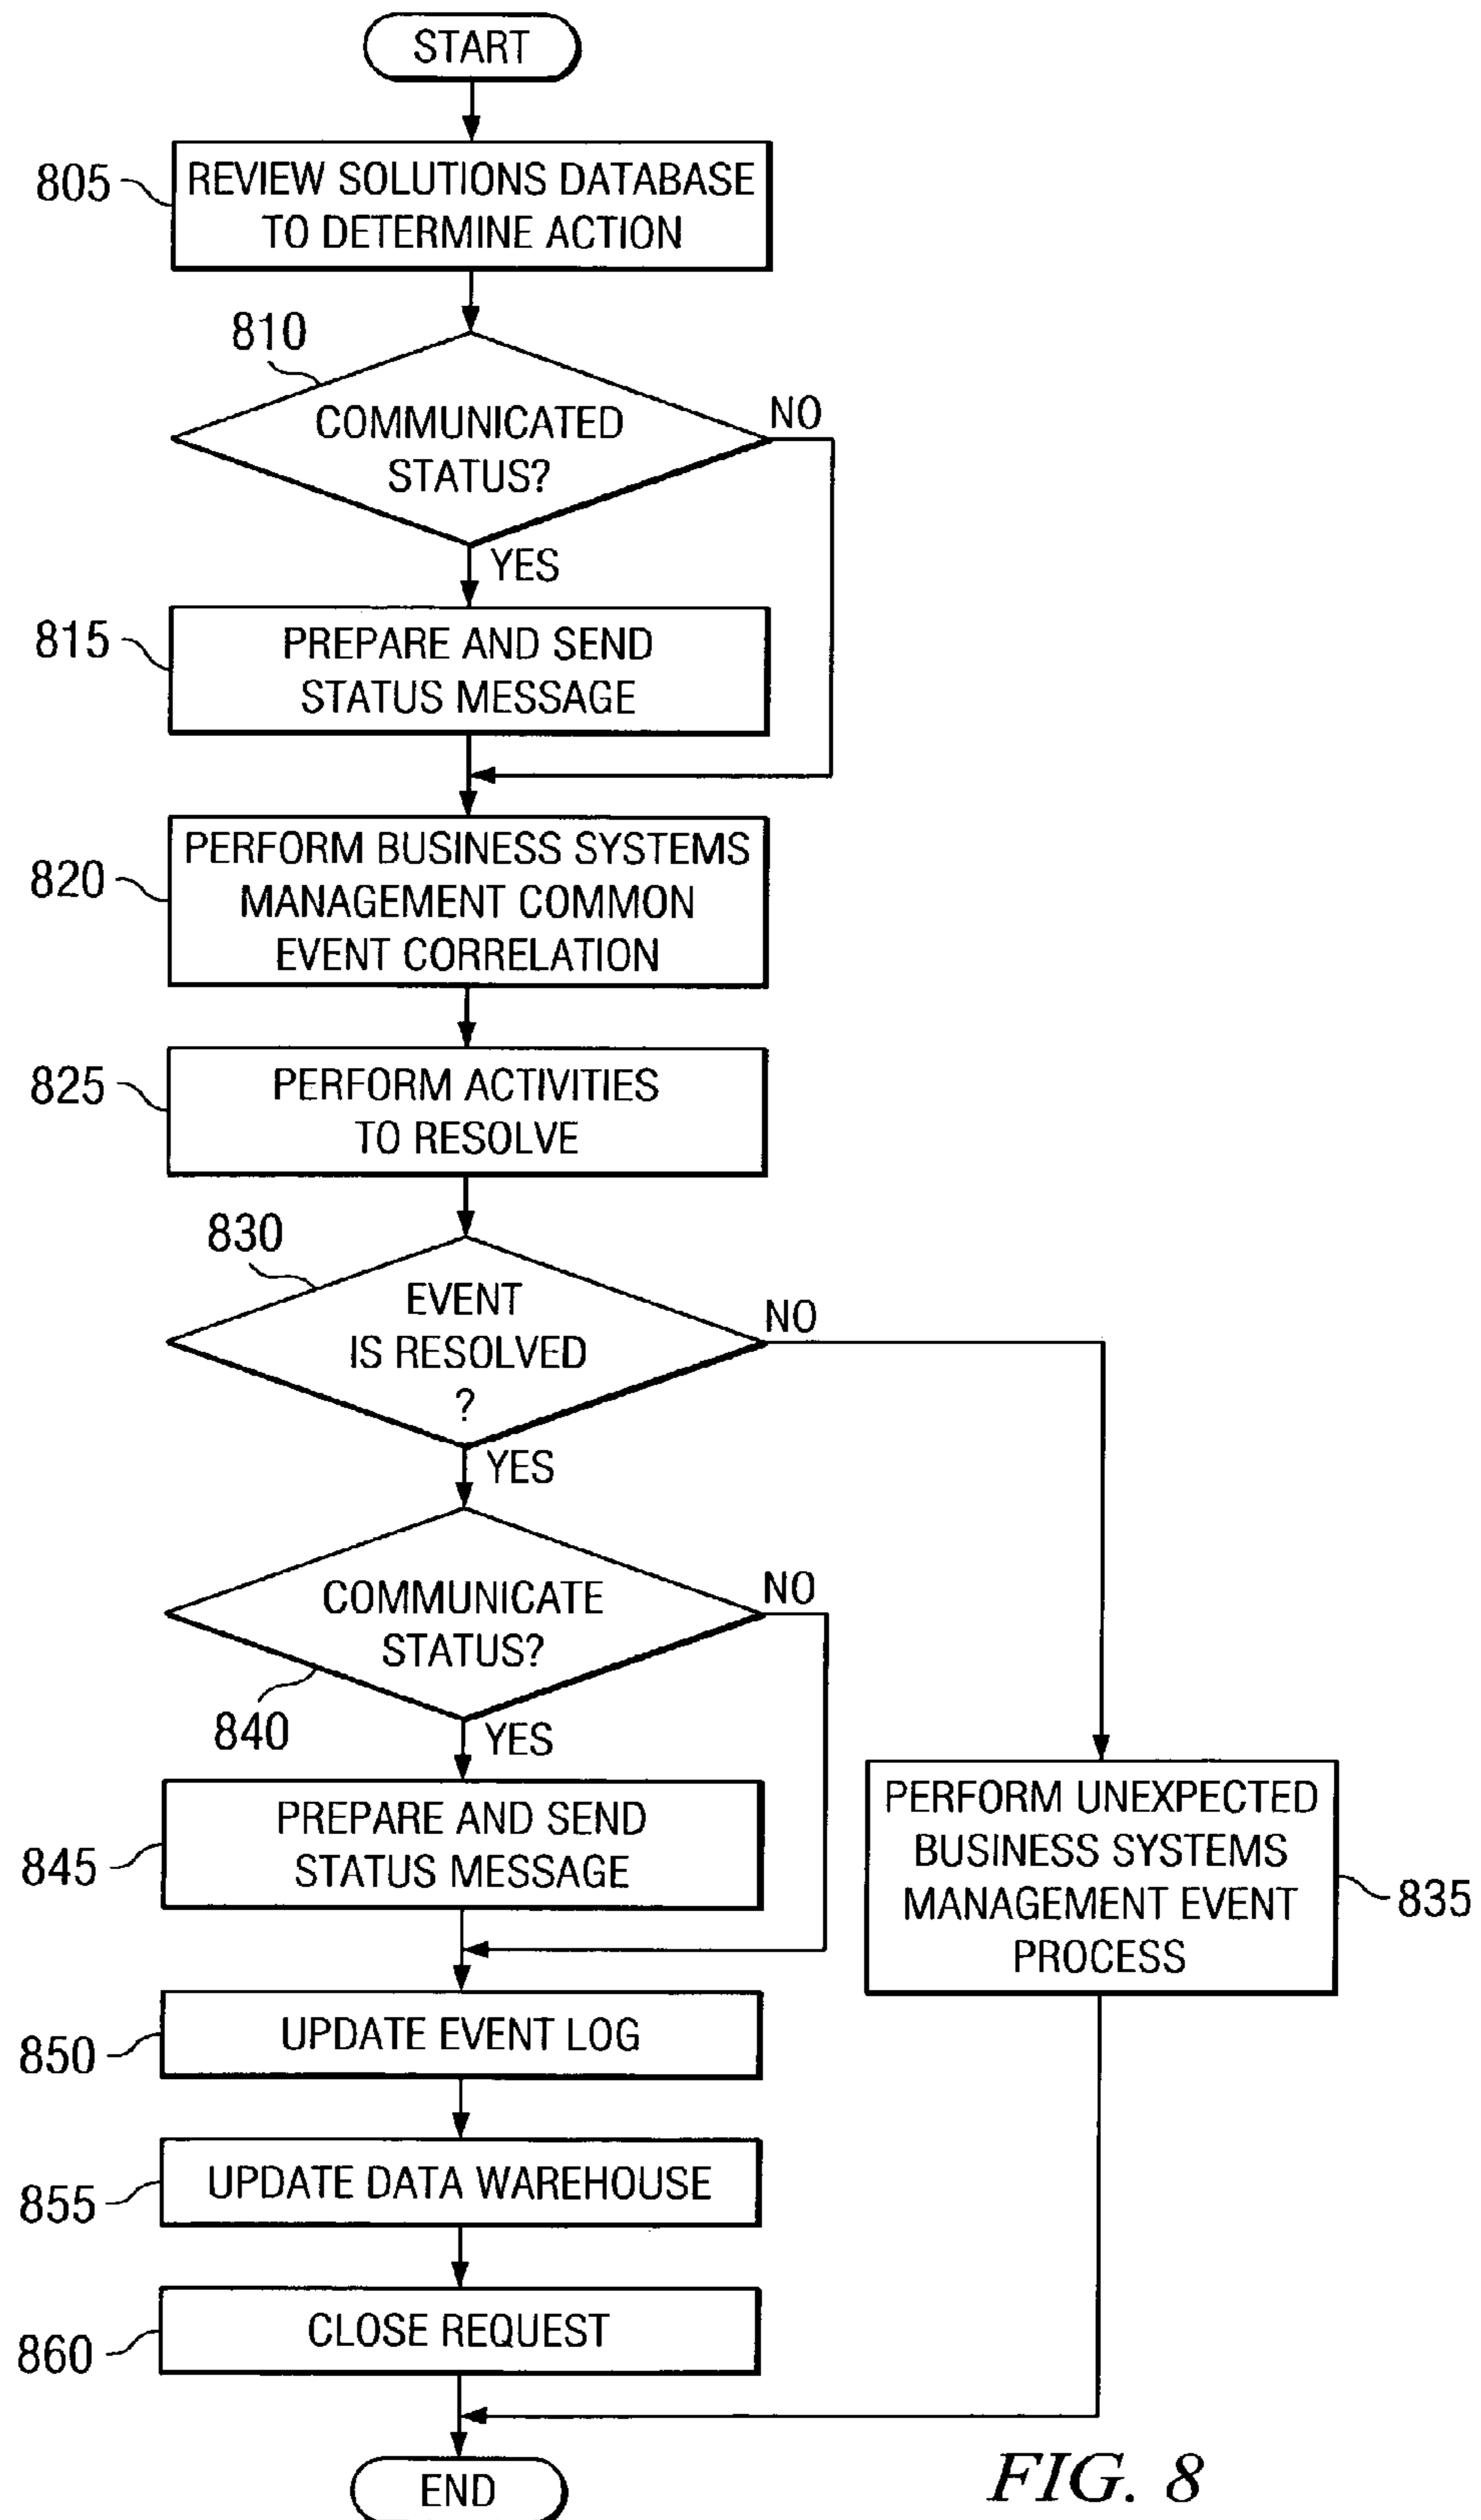 START
805
REVIEW SOLUTIONS DATABASE
TO DETERMINE ACTION
810
COMMUNICATED
STATUS?
NO
YES
815
PREPARE AND SEND
STATUS MESSAGE
820
PERFORM BUSINESS SYSTEMS
MANAGEMENT COMMON
EVENT CORRELATION
825
PERFORM ACTIVITIES
TO RESOLVE
830
EVENT
IS RESOLVED
?
NO
YES
COMMUNICATE
STATUS?
NO
840
YES
845
PREPARE AND SEND
STATUS MESSAGE
PERFORM UNEXPECTED
BUSINESS SYSTEMS
MANAGEMENT EVENT
PROCESS
835
850
UPDATE EVENT LOG
855
UPDATE DATA WAREHOUSE
860
CLOSE REQUEST
END
FIG. 8